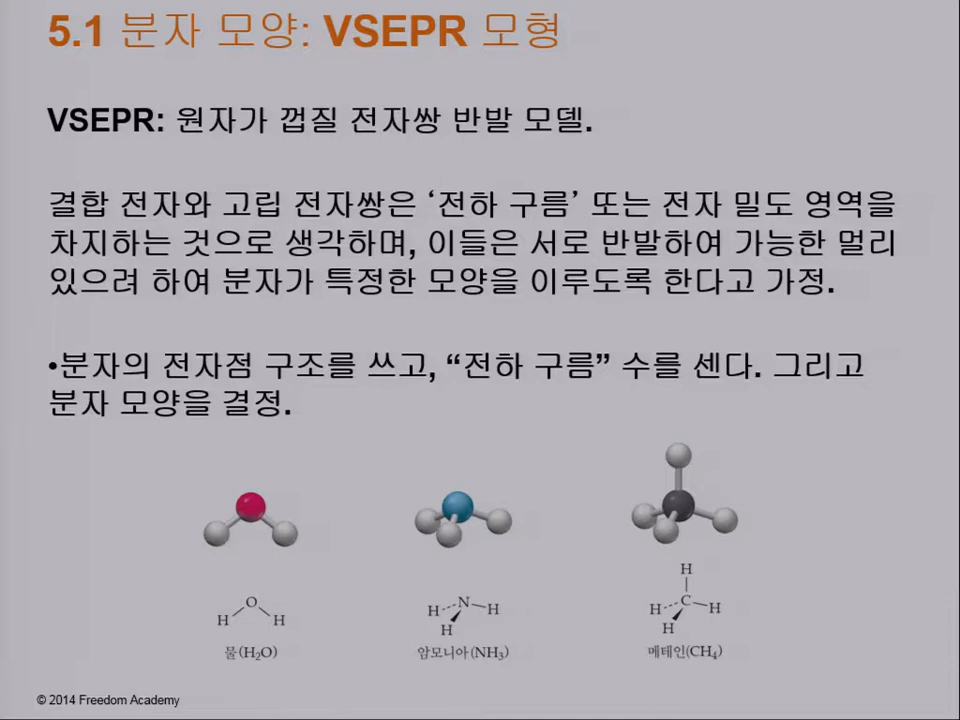 5.1 분자 모양: VSEPR 모형
VSEPR: 원자가 껍질 전자쌍 반발 모델.
결합 전자와 고립 전자쌍은 ‘전하 구름’ 또는 전자 밀도 영역을
차지하는 것으로 생각하며, 이들은 서로 반발하여 가능한 멀리
있으려 하여 분자가 특정한 모양을 이루도록 한다고 가정.
•분자의 전자점 구조를 쓰고, “전하 구름” 수를 센다. 그리고
분자 모양을 결정.
O
H H
물(H₂O)
H N H
H
암모니아(NH₃)
H
H C H
H
메테인(CH₄)
© 2014 Freedom Academy